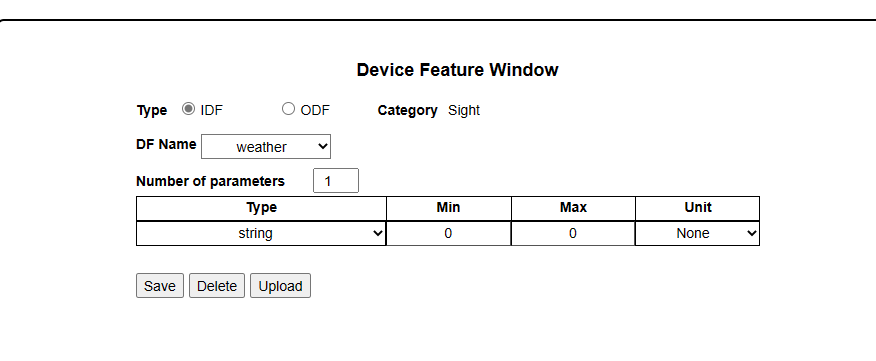 Device Feature Window
Type IDF ODF Category Sight
DF Name weather
Number of parameters 1
Type Min Max Unit
string 0 0 None
Save Delete Upload